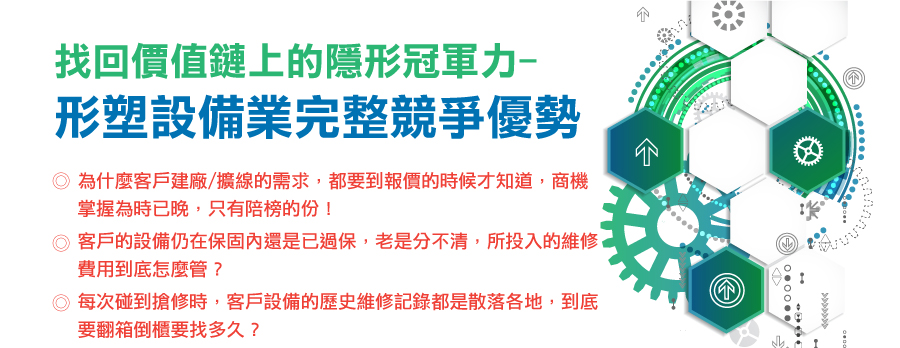 找回價值鏈上的隱形冠軍力–
形塑設備業完整競爭優勢
◎ 為什麼客戶建廠/擴線的需求，都要到報價的時候才知道，商機
掌握為時已晚，只有陪榜的份！
◎ 客戶的設備仍在保固內還是已過保，老是分不清，所投入的維修
費用到底怎麼管？
◎ 每次碰到搶修時，客戶設備的歷史維修記錄都是散落各地，到底
要翻箱倒櫃要找多久？